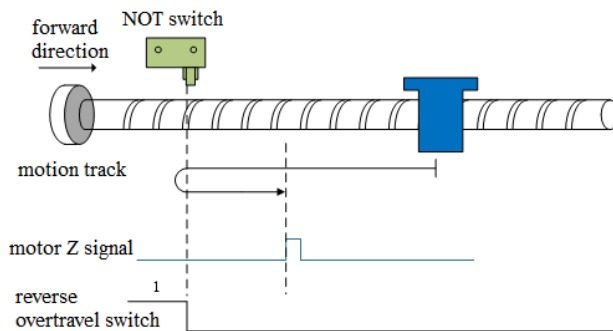 NOT switch
forward
direction
motion track
motor Z signal
1
reverse
overtravel switch